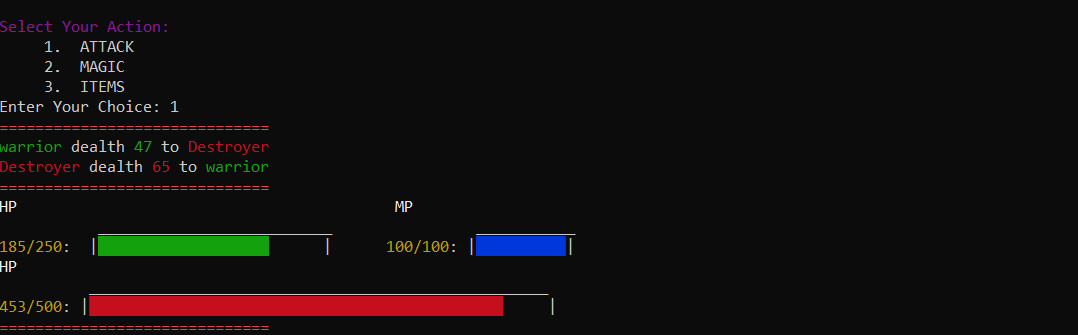 Select Your Action:
1. ATTACK
2. MAGIC
3. ITEMS
Enter Your Choice: 1
==============================
warrior dealth 47 to Destroyer
Destroyer dealth 65 to warrior
==============================
HP MP
185/250: | | 100/100: | |
HP
453/500: | |
==============================